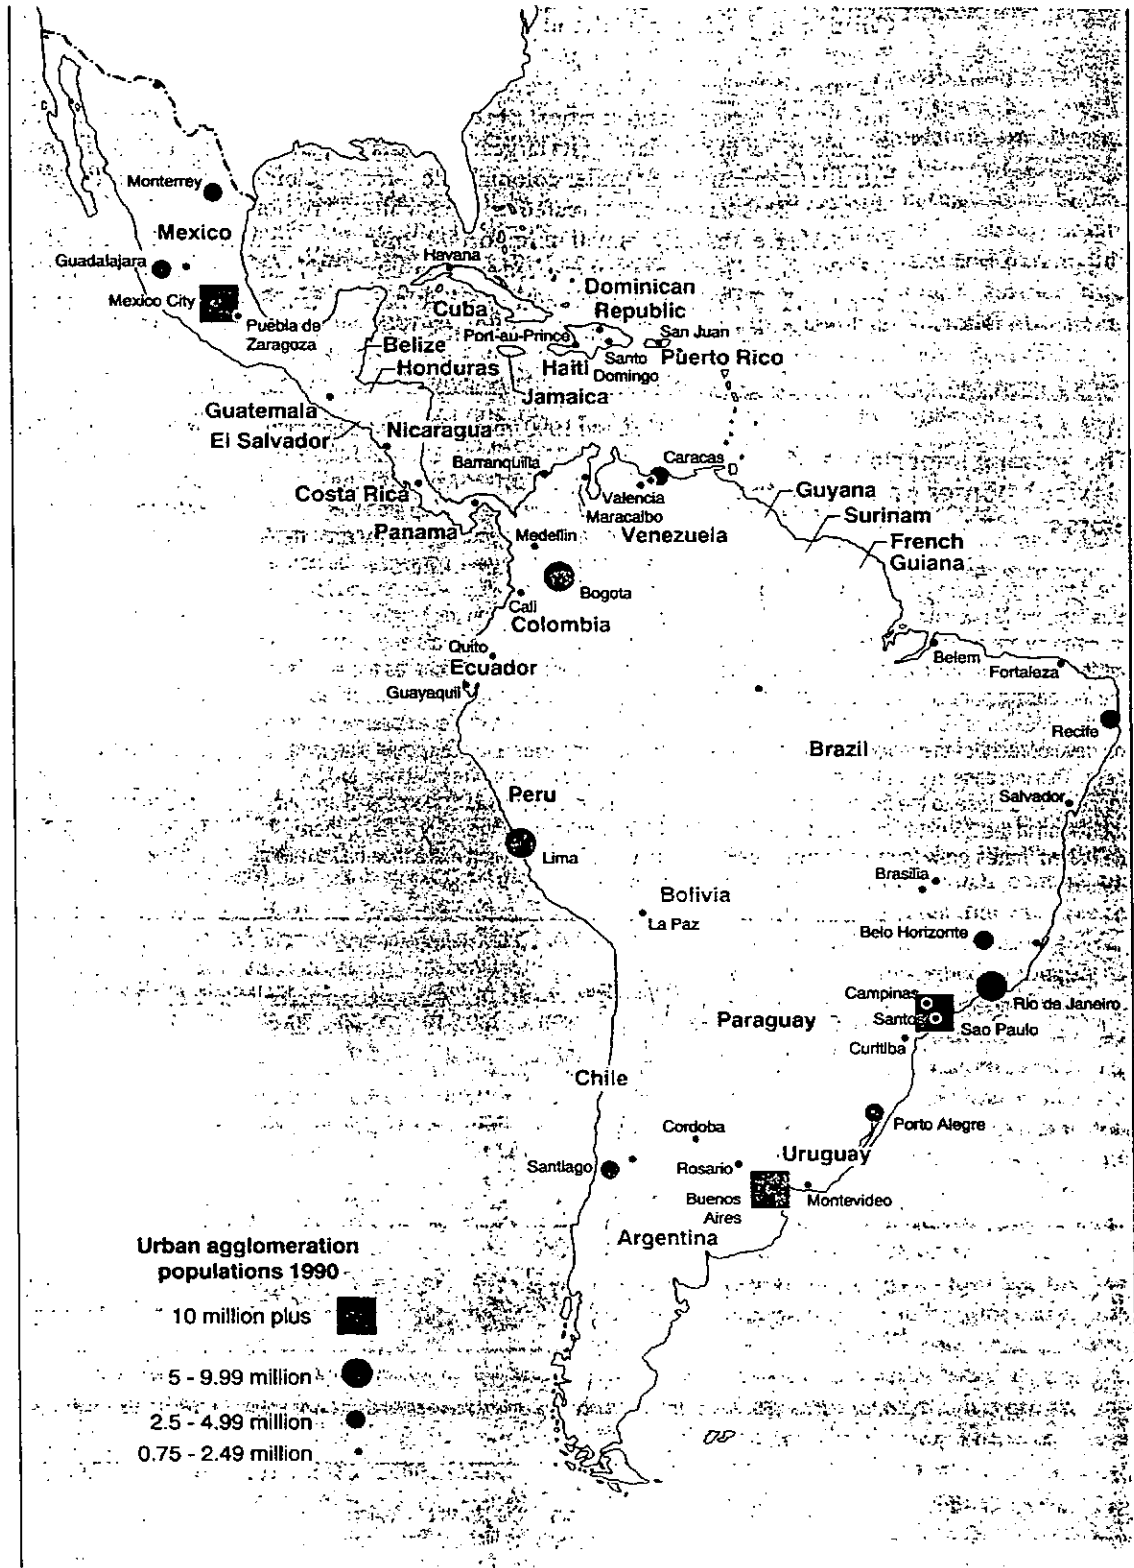 Monterrey
Mexico
Guadalajara
Mexico City
Puebla de
Zaragoza
Havana
Cuba
Dominican
Republic
Port-au-Prince
San Juan
Haiti
Santo
Domingo
Puerto Rico
Belize
Honduras
Jamaica
Guatemala
El Salvador
Nicaragua
Costa Rica
Panama
Barranquilla
Caracas
Valencia
Maracaibo
Venezuela
Guyana
Surinam
French
Guiana
Medellin
Bogota
Cali
Colombia
Quito
Ecuador
Guayaquil
Belem
Fortaleza
Recife
Brazil
Peru
Salvador
Lima
Brasilia
Bolivia
La Paz
Belo Horizonte
Campinas
Rio de Janeiro
Santos
Sao Paulo
Paraguay
Curitiba
Chile
Porto Alegre
Cordoba
Uruguay
Santiago
Rosario
Buenos
Aires
Montevideo
Argentina
Urban agglomeration
populations 1990
10 million plus
5 - 9.99 million
2.5 - 4.99 million
0.75 - 2.49 million